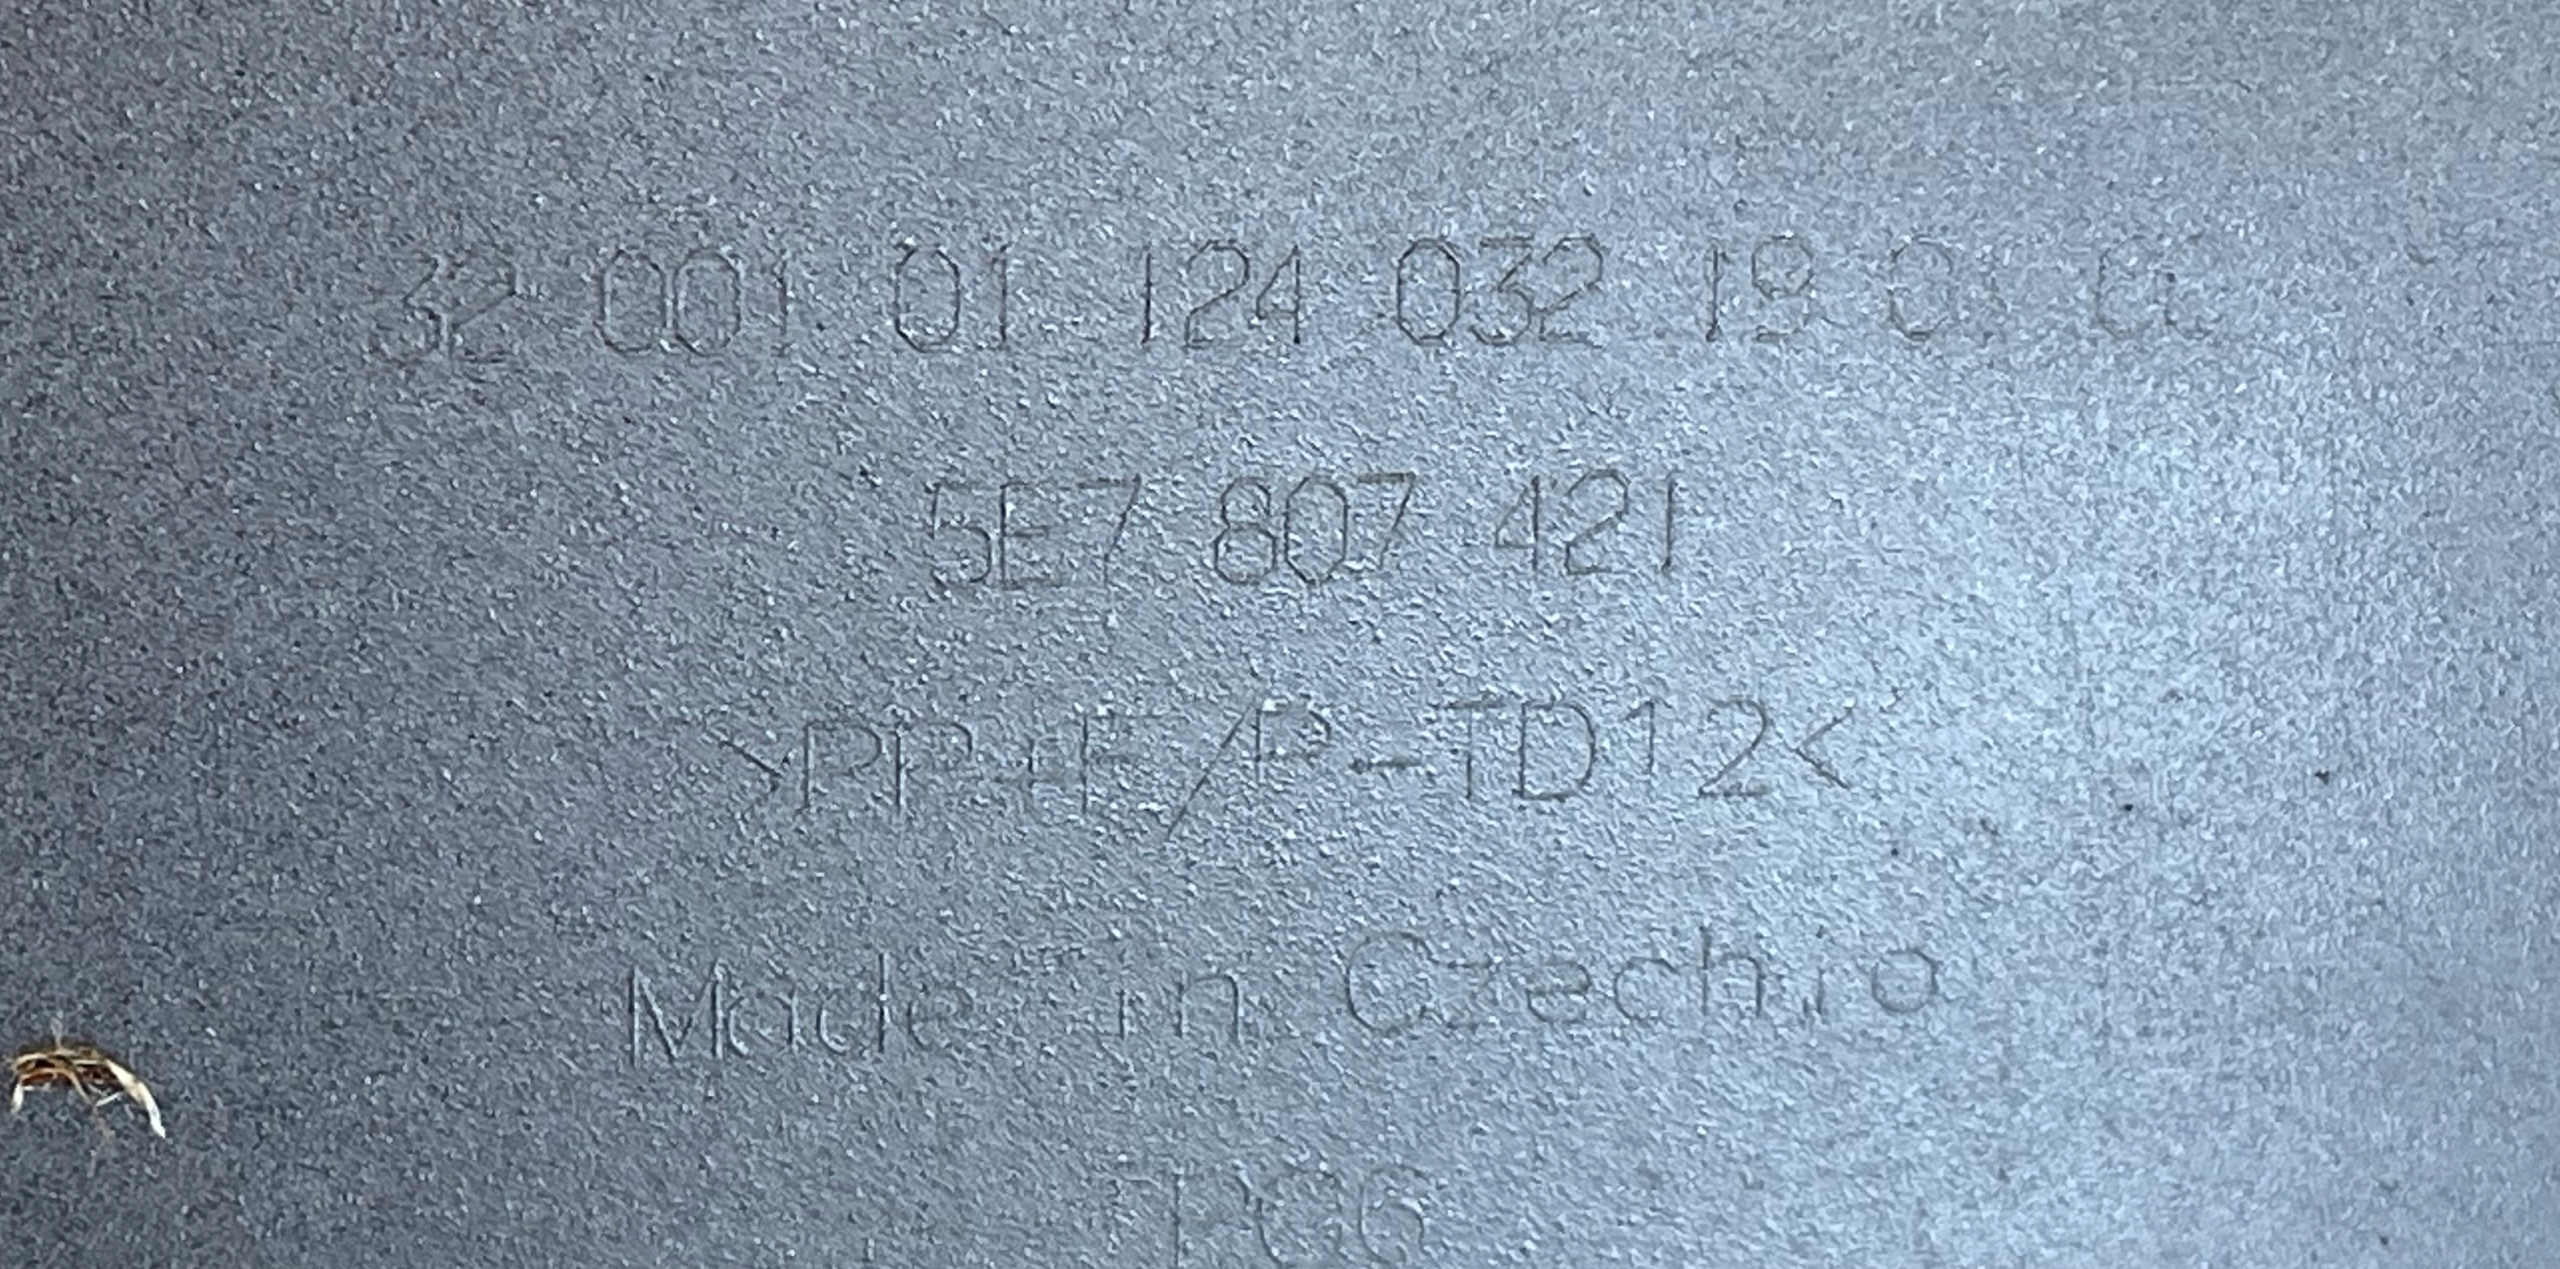 32 001 01 124 032 19
5E7 807 421
>PP+E/P-TD12<
Made in Czechia